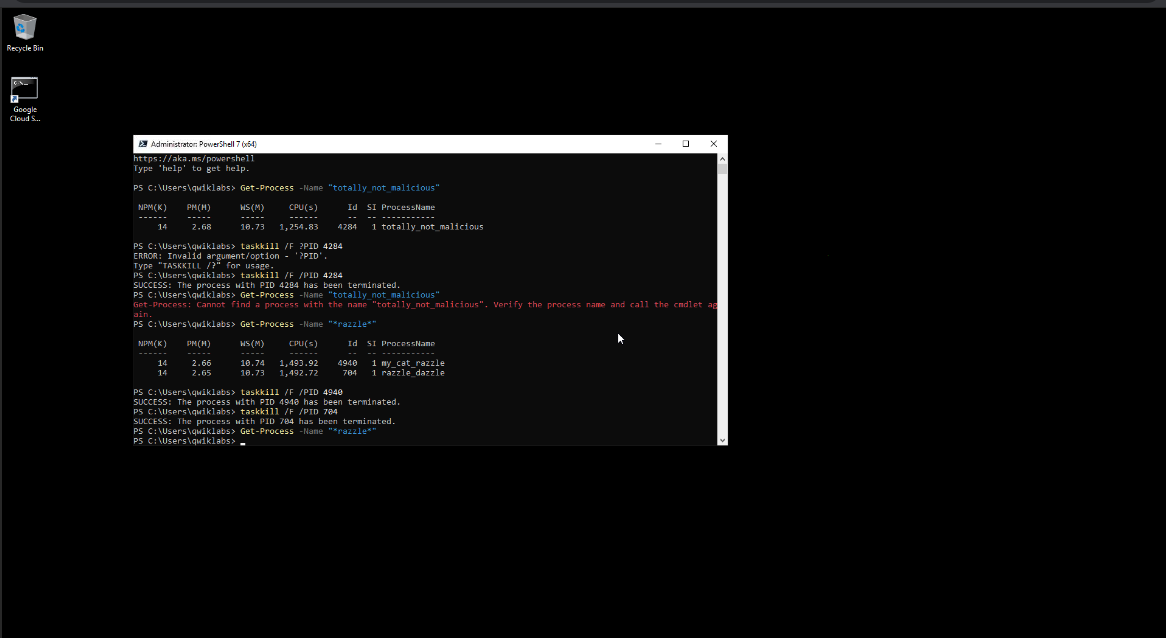 Recycle Bin
Google
Cloud S...
Administrator: PowerShell 7 (x64)
https://aka.ms/powershell
Type 'help' to get help.
PS C:\Users\qwiklabs> Get-Process -Name "totally_not_malicious"
NPM(K)    PM(M)      WS(M)     CPU(s)      Id  SI ProcessName
------    -----      -----     ------      --  -- -----------
14     2.68      10.73   1,254.83    4284   1 totally_not_malicious
PS C:\Users\qwiklabs> taskkill /F ?PID 4284
ERROR: Invalid argument/option - '?PID'.
Type "TASKKILL /?" for usage.
PS C:\Users\qwiklabs> taskkill /F /PID 4284
SUCCESS: The process with PID 4284 has been terminated.
PS C:\Users\qwiklabs> Get-Process -Name "totally_not_malicious"
Get-Process: Cannot find a process with the name "totally_not_malicious". Verify the process name and call the cmdlet ag
ain.
PS C:\Users\qwiklabs> Get-Process -Name "*razzle*"
NPM(K)    PM(M)      WS(M)     CPU(s)      Id  SI ProcessName
------    -----      -----     ------      --  -- -----------
14     2.66      10.74   1,493.92    4940   1 my_cat_razzle
14     2.65      10.73   1,492.72     704   1 razzle_dazzle
PS C:\Users\qwiklabs> taskkill /F /PID 4940
SUCCESS: The process with PID 4940 has been terminated.
PS C:\Users\qwiklabs> taskkill /F /PID 704
SUCCESS: The process with PID 704 has been terminated.
PS C:\Users\qwiklabs> Get-Process -Name "*razzle*"
PS C:\Users\qwiklabs>